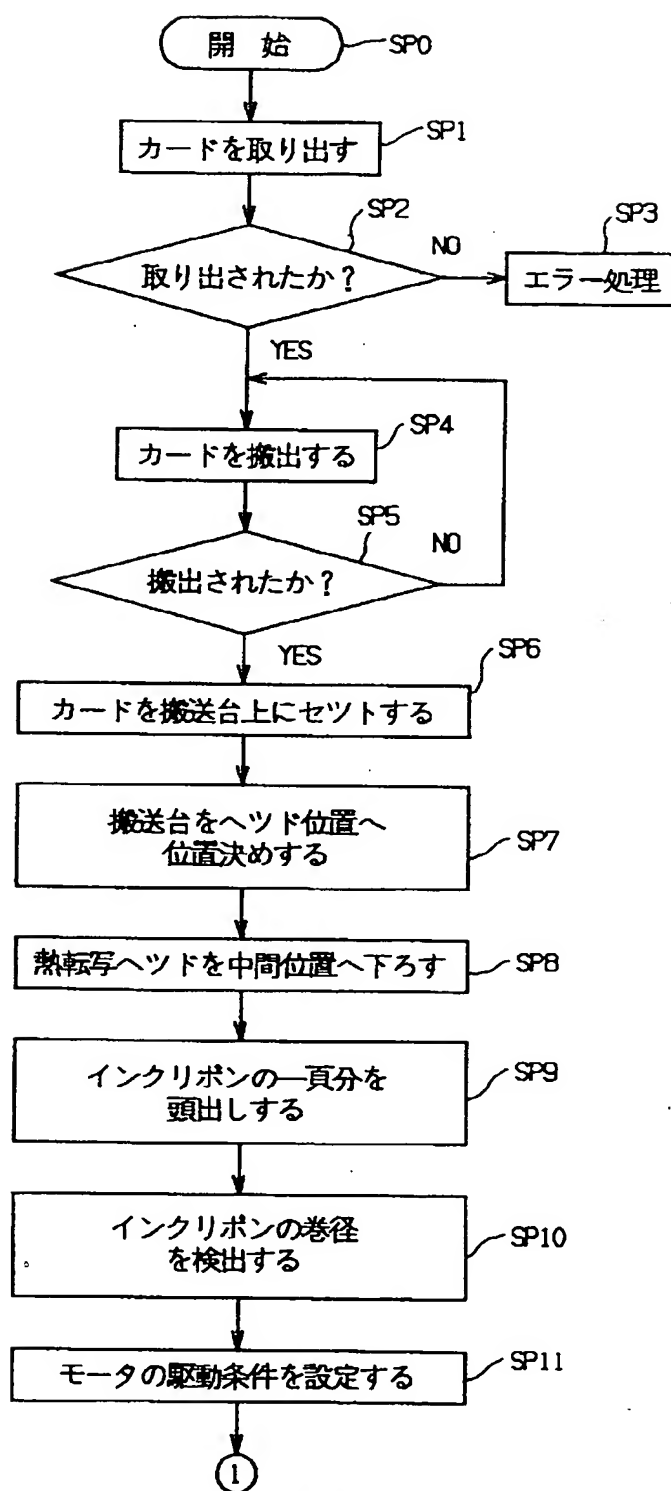 開 始
SP0
カードを取り出す
SP1
取り出されたか?
SP2
NO
エラー処理
SP3
YES
カードを搬出する
SP4
搬出されたか?
SP5
NO
YES
カードを搬送台上にセツトする
SP6
搬送台をヘツド位置へ
位置決めする
SP7
熱転写ヘツドを中間位置へ下ろす
SP8
インクリボンの一頁分を
頭出しする
SP9
インクリボンの巻径
を検出する
SP10
モータの駆動条件を設定する
SP11
1